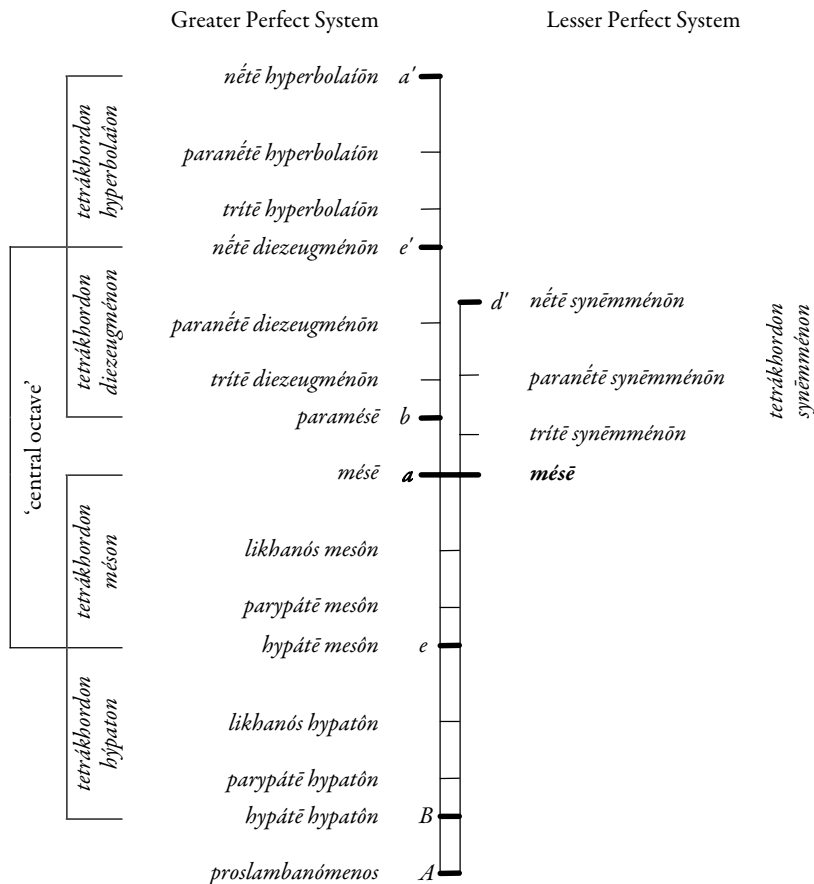 Greater Perfect System
Lesser Perfect System
nḗtē hyperbolaíōn a'
paranḗtē hyperbolaíōn
trítē hyperbolaíōn
nḗtē diezeugménōn e'
paranḗtē diezeugménōn
trítē diezeugménōn
paramésē b
mésē a
likhanós mesôn
parypátē mesôn
hypátē mesôn e
likhanós hypatôn
parypátē hypatôn
hypátē hypatôn B
proslambanómenos A
d' nḗtē synēmménōn
paranḗtē synēmménōn
trítē synēmménōn
mésē
tetrákhordon
hyperbolaîon
tetrákhordon
diezeugménon
tetrákhordon
méson
tetrákhordon
hýpaton
‘central octave’
tetrákhordon
synēmménon